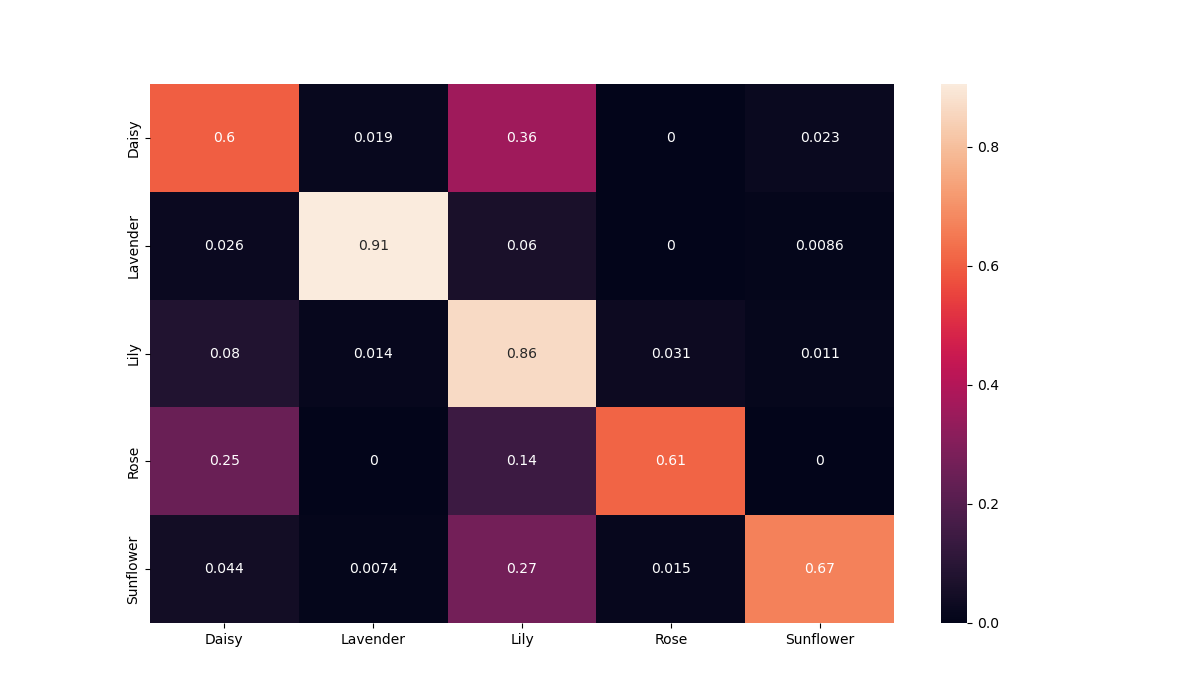 Daisy 0.6 0.019 0.36 0 0.023
Lavender 0.026 0.91 0.06 0 0.0086
Lily 0.08 0.014 0.86 0.031 0.011
Rose 0.25 0 0.14 0.61 0
Sunflower 0.044 0.0074 0.27 0.015 0.67
Daisy Lavender Lily Rose Sunflower
0.8
0.6
0.4
0.2
0.0